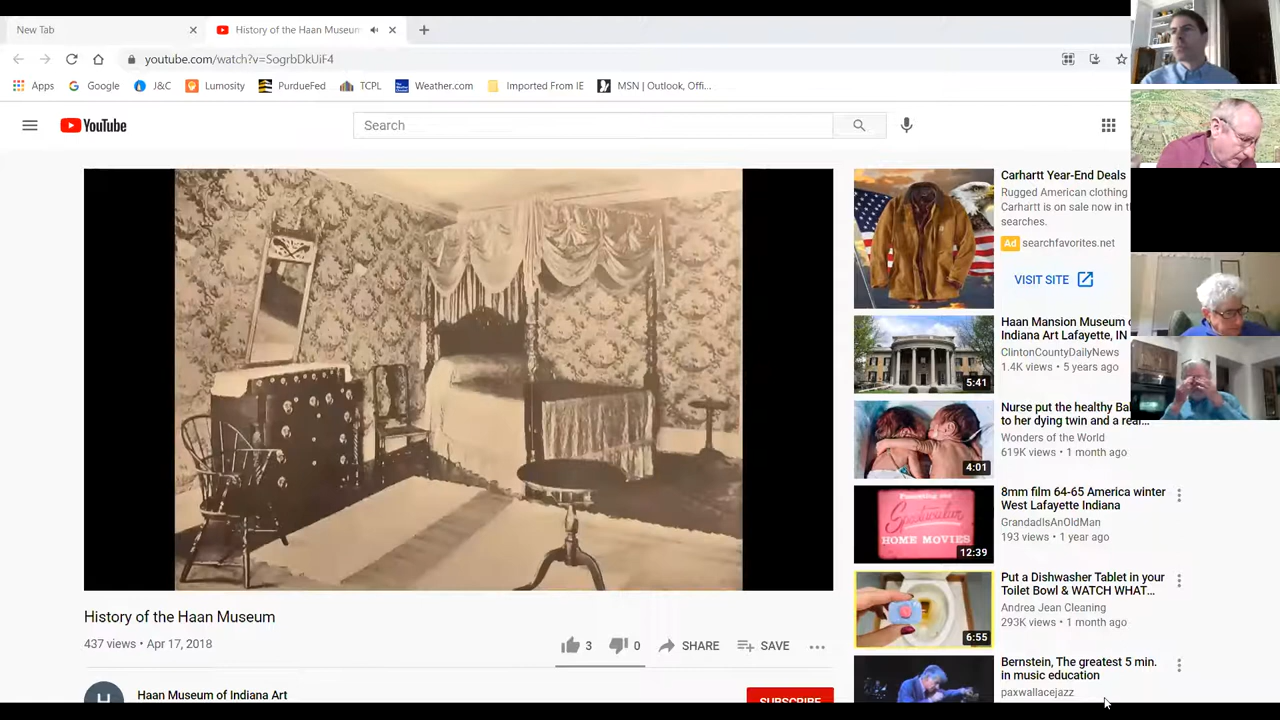 New Tab
History of the Haan Museum
youtube.com/watch?v=SogrbDkUiF4
Apps
Google
J&C
Lumosity
PurdueFed
TCPL
Weather.com
Imported From IE
MSN | Outlook, Offi...
YouTube
Search
History of the Haan Museum
437 views • Apr 17, 2018
3
0
SHARE
SAVE
H
Haan Museum of Indiana Art
SUBSCRIBE
Carhartt Year-End Deals
Rugged American clothing
Carhartt is on sale now in
searches.
Ad searchfavorites.net
VISIT SITE
5:41
Haan Mansion Museum
Indiana Art Lafayette, IN
ClintonCountyDailyNews
1.4K views • 5 years ago
4:01
Nurse put the healthy
to her dying twin and a
Wonders of the World
619K views • 1 month ago
Presenting our
Spectacular
HOME MOVIES
12:39
8mm film 64-65 America winter
West Lafayette Indiana
GrandadIsAnOldMan
193 views • 1 year ago
6:55
Put a Dishwasher Tablet in your
Toilet Bowl & WATCH WHAT...
Andrea Jean Cleaning
293K views • 1 month ago
Bernstein, The greatest 5 min.
in music education
paxwallacejazz